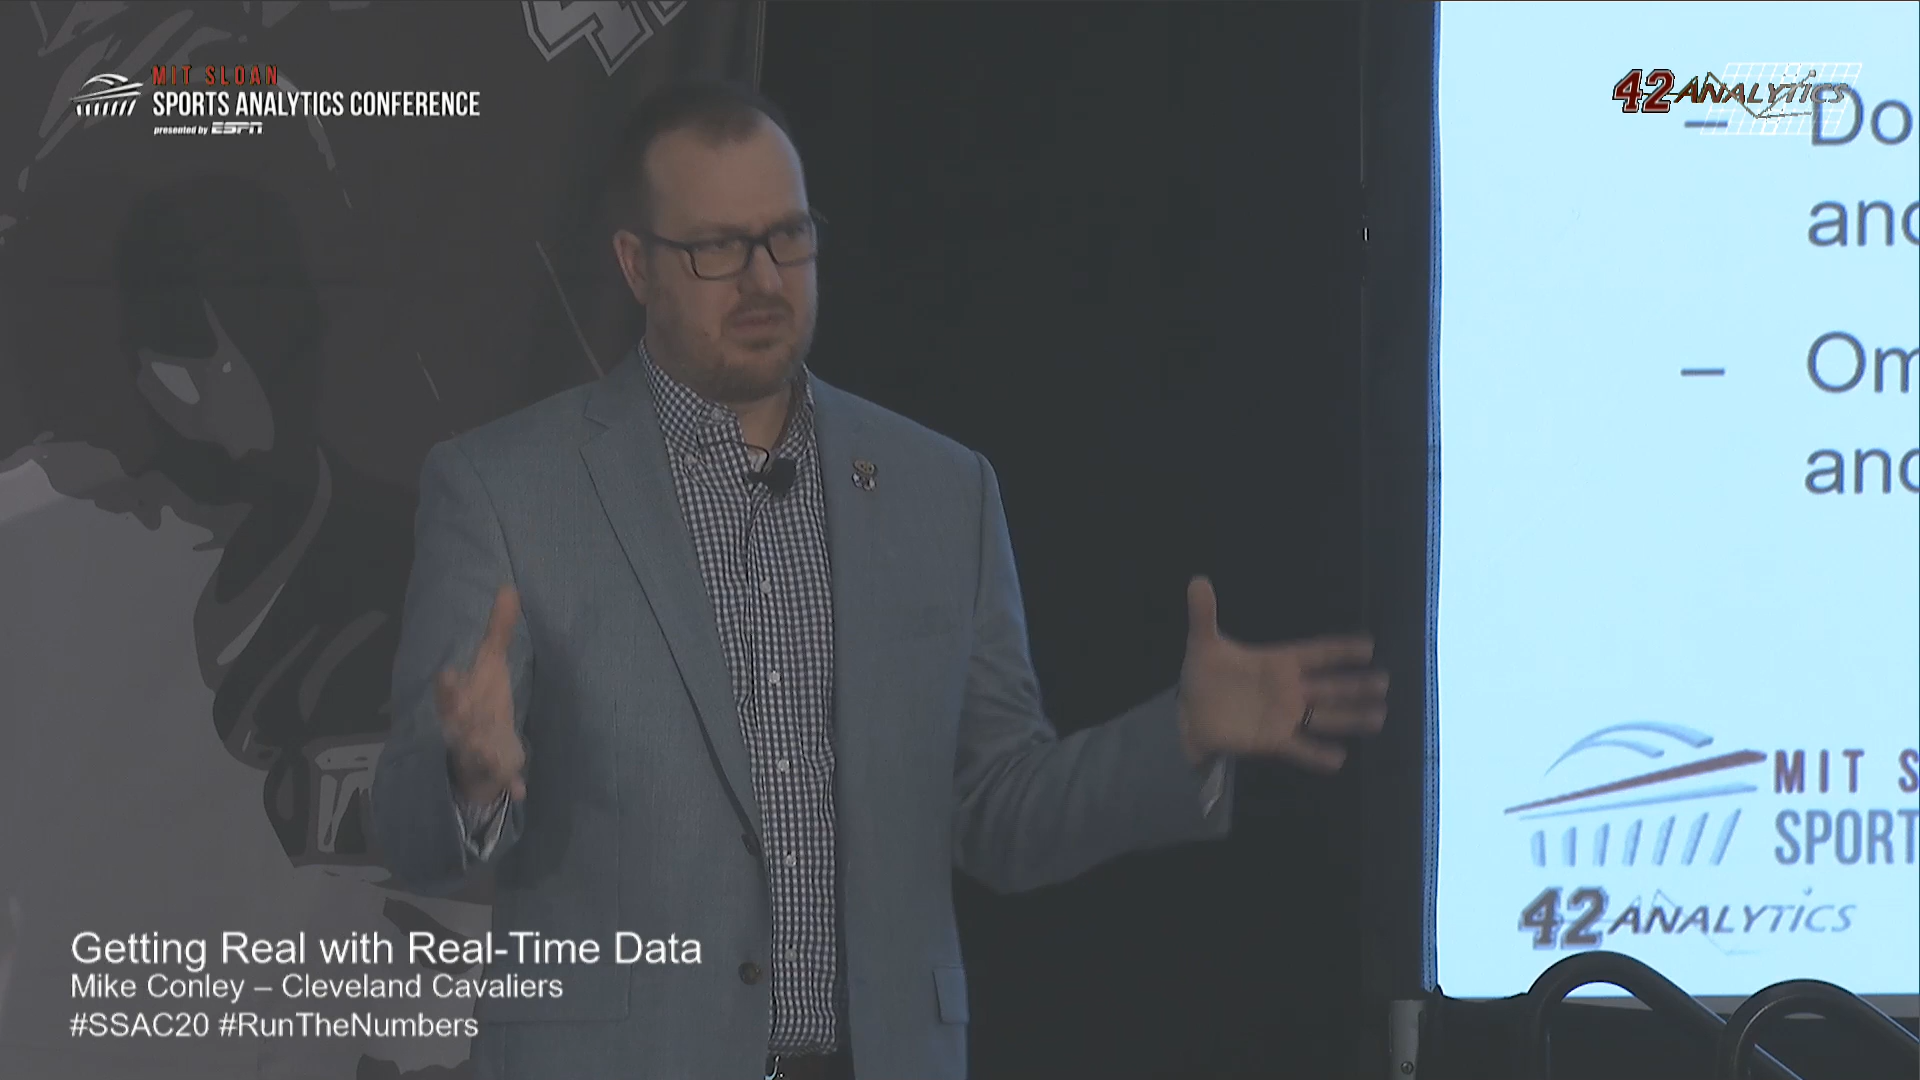 MIT SLOAN
SPORTS ANALYTICS CONFERENCE
presented by ESPN
42 ANALYTICS
– Do
and
– Om
and
MIT S
SPORT
42 ANALYTICS
Getting Real with Real-Time Data
Mike Conley – Cleveland Cavaliers
#SSAC20 #RunTheNumbers